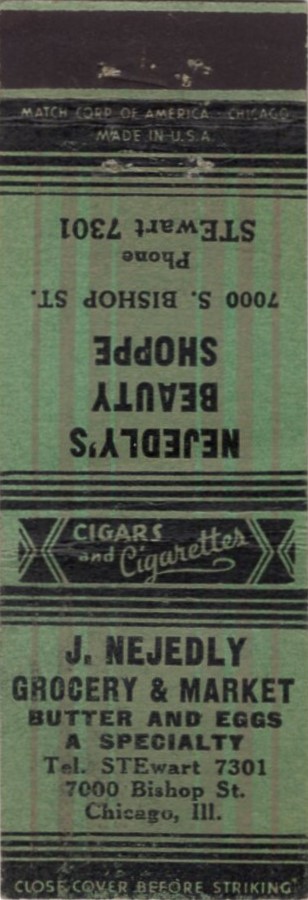 MATCH CORP. OF AMERICA, CHICAGO
MADE IN U.S.A.
NEJEDLY'S
BEAUTY
SHOPPE
7000 S. BISHOP ST.
Phone
STEwart 7301
CIGARS
and Cigarettes
J. NEJEDLY
GROCERY & MARKET
BUTTER AND EGGS
A SPECIALTY
Tel. STEwart 7301
7000 Bishop St.
Chicago, Ill.
CLOSE COVER BEFORE STRIKING